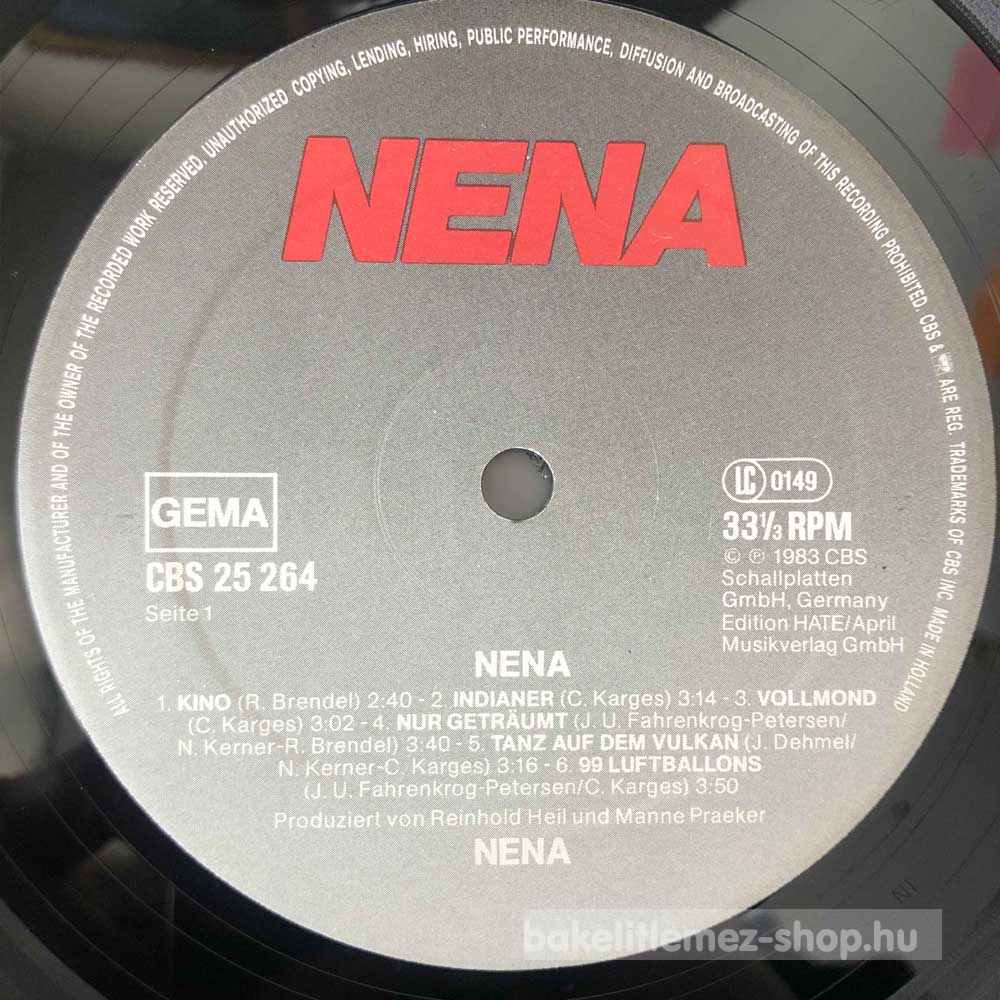 ALL RIGHTS OF THE MANUFACTURER AND OF THE OWNER OF THE RECORDED WORK RESERVED. UNAUTHORIZED COPYING, LENDING, HIRING, PUBLIC PERFORMANCE, DIFFUSION AND BROADCASTING OF THIS RECORDING PROHIBITED. CBS & ARE REG. TRADEMARKS OF CBS INC. MADE IN HOLLAND
NENA
GEMA
CBS 25 264
Seite 1
LC 0149
33⅓ RPM
© ℗ 1983 CBS
Schallplatten
GmbH, Germany
Edition HATE/April
Musikverlag GmbH
NENA
1. KINO (R. Brendel) 2:40 - 2. INDIANER (C. Karges) 3:14 - 3. VOLLMOND
(C. Karges) 3:02 - 4. NUR GETRÄUMT (J. U. Fahrenkrog-Petersen/
N. Kerner-R. Brendel) 3:40 - 5. TANZ AUF DEM VULKAN (J. Dehmel/
N. Kerner-C. Karges) 3:16 - 6. 99 LUFTBALLONS
(J. U. Fahrenkrog-Petersen/C. Karges) 3:50
Produziert von Reinhold Heil und Manne Praeker
NENA
bakelitlemez-shop.hu